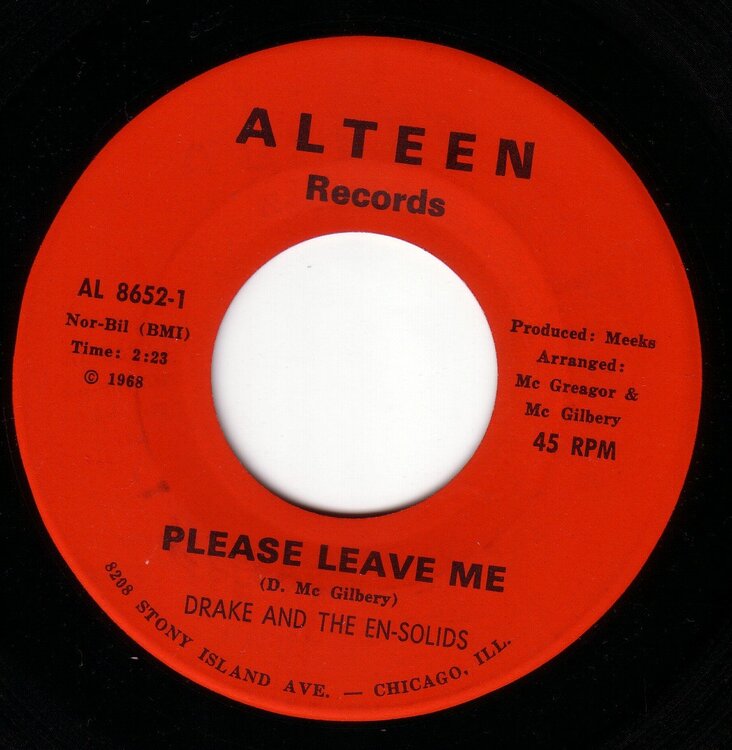 ALTEEN
Records
AL 8652-1
Nor-Bil (BMI)
Time: 2:23
© 1968
Produced: Meeks
Arranged:
Mc Greagor &
Mc Gilbery
45 RPM
PLEASE LEAVE ME
(D. Mc Gilbery)
DRAKE AND THE EN-SOLIDS
8208 STONY ISLAND AVE. — CHICAGO, ILL.